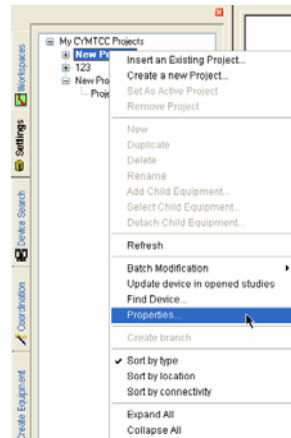 My CYMTCC Projects
New Pr
123
New Pro
Proje
Insert an Existing Project...
Create a new Project...
Set As Active Project
Remove Project
New
Duplicate
Delete
Rename
Add Child Equipment...
Select Child Equipment...
Detach Child Equipment...
Refresh
Batch Modification
Update device in opened studies
Find Device...
Properties...
Create branch
Sort by type
Sort by location
Sort by connectivity
Expand All
Collapse All
Workspaces
Settings
Device Search
Coordination
Create Equipment